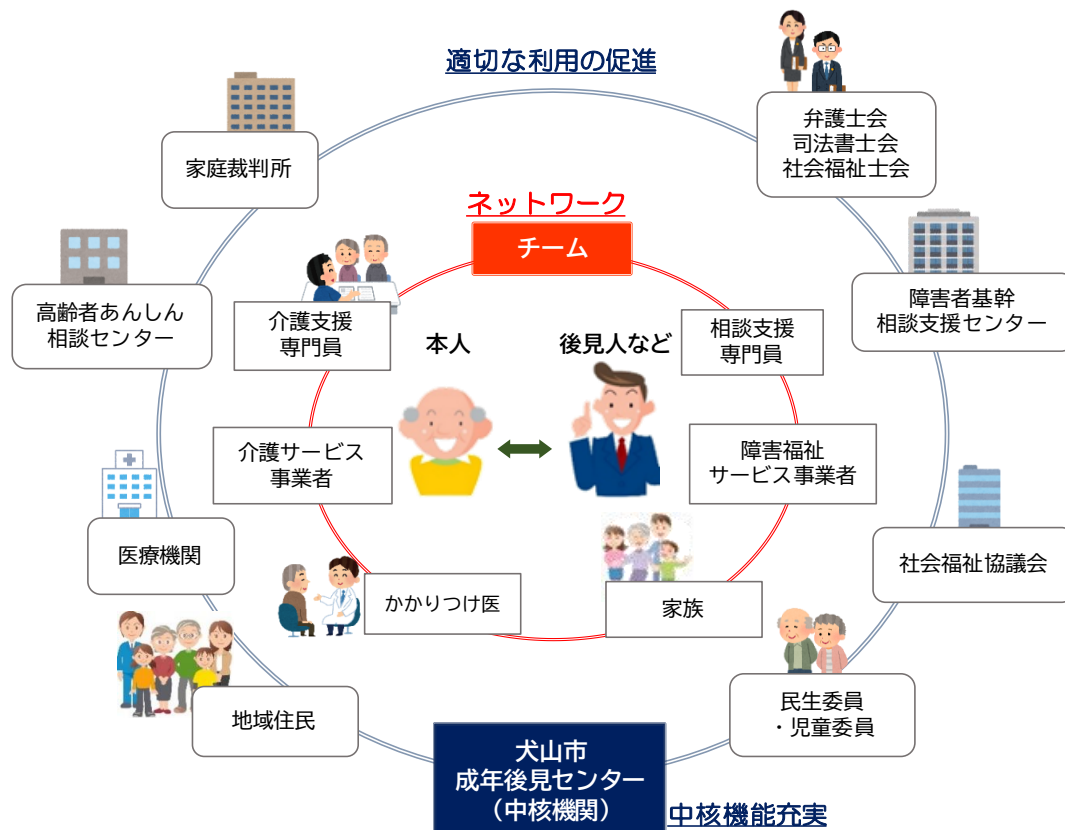 適切な利用の促進
弁護士会
司法書士会
社会福祉士会
家庭裁判所
ネットワーク
チーム
高齢者あんしん
相談センター
障害者基幹
相談支援センター
介護支援
専門員
本人
後見人など
相談支援
専門員
介護サービス
事業者
障害福祉
サービス事業者
医療機関
社会福祉協議会
かかりつけ医
家族
地域住民
民生委員
・児童委員
犬山市
成年後見センター
(中核機関)
中核機能充実